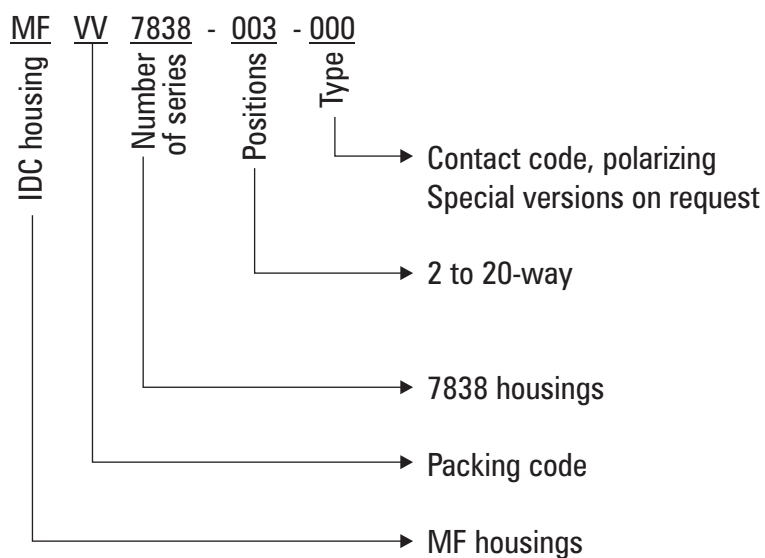 MF VV 7838 - 003 - 000
IDC housing
Number
of series
Positions
Type
Contact code, polarizing
Special versions on request
2 to 20-way
7838 housings
Packing code
MF housings